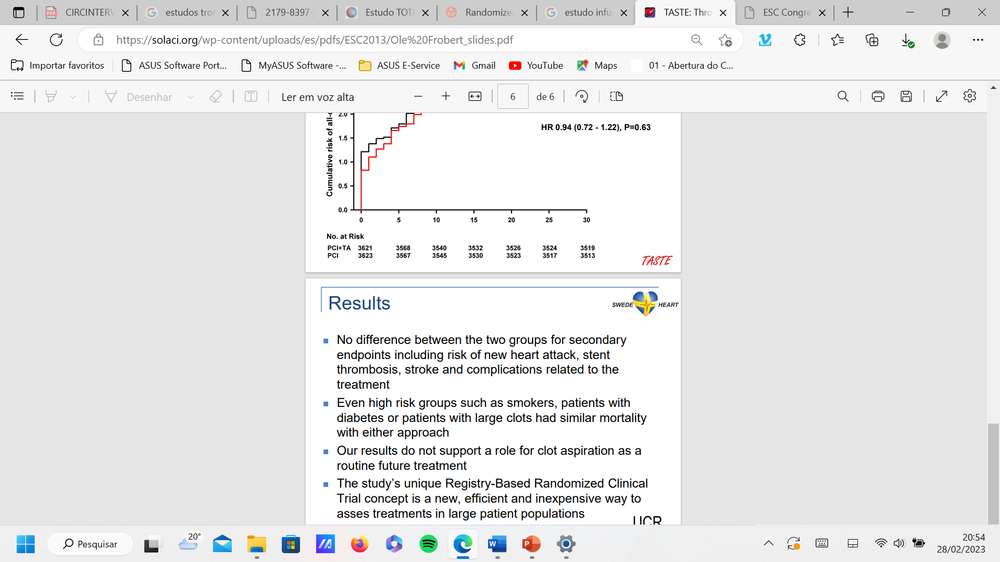 CIRCINTERV
estudos tror
2179-8397-j
Estudo TOTA
Randomized
estudo infus
TASTE: Thro
ESC Congre
https://solaci.org/wp-content/uploads/es/pdfs/ESC2013/Ole%20Frobert_slides.pdf
Importar favoritos
ASUS Software Port...
MyASUS Software -...
ASUS E-Service
Gmail
YouTube
Maps
01 - Abertura do C...
Desenhar
Ler em voz alta
6
de 6
Cumulative risk of all-c
2.0
1.5
1.0
0.5
0.0
HR 0.94 (0.72 - 1.22), P=0.63
0 5 10 15 20 25 30
No. at Risk
PCI+TA 3621 3568 3540 3532 3526 3524 3519
PCI 3623 3567 3545 3530 3523 3517 3513
TASTE
Results
SWEDE HEART
No difference between the two groups for secondary
endpoints including risk of new heart attack, stent
thrombosis, stroke and complications related to the
treatment
Even high risk groups such as smokers, patients with
diabetes or patients with large clots had similar mortality
with either approach
Our results do not support a role for clot aspiration as a
routine future treatment
The study’s unique Registry-Based Randomized Clinical
Trial concept is a new, efficient and inexpensive way to
asses treatments in large patient populations
UCR
Pesquisar
20°
20:54
28/02/2023